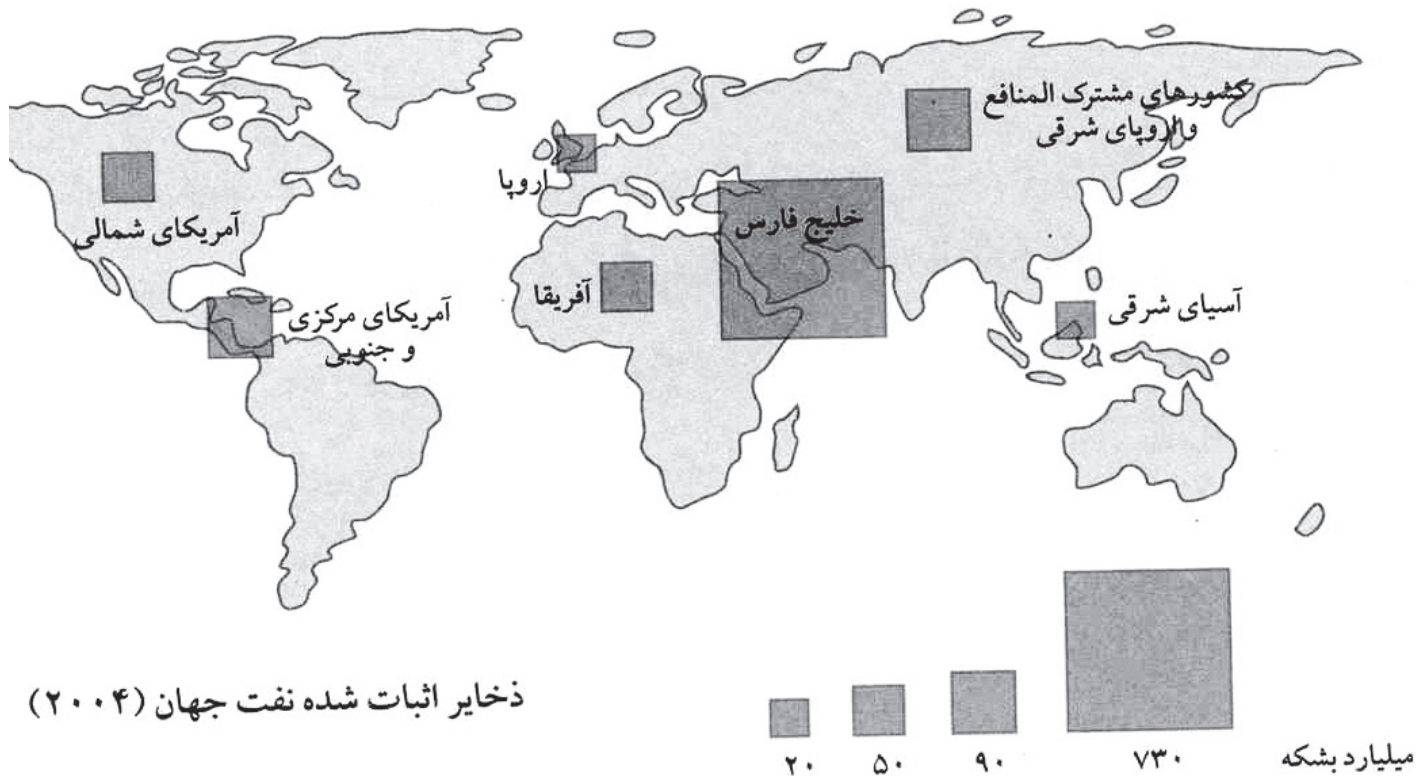 کشورهای مشترک المنافع
و اروپای شرقی
اروپا
آمریکای شمالی
خلیج فارس
آفریقا
آمریکای مرکزی
و جنوبی
آسیای شرقی
ذخایر اثبات شده نفت جهان (۲۰۰۴)
۲۰ ۵۰ ۹۰ ۷۳۰ میلیارد بشکه